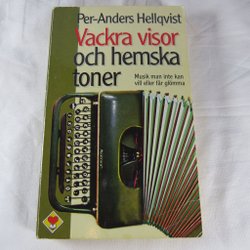 Per-Anders Hellqvist
Vackra visor
och hemska
toner
Musik man inte kan
vill eller får glömma